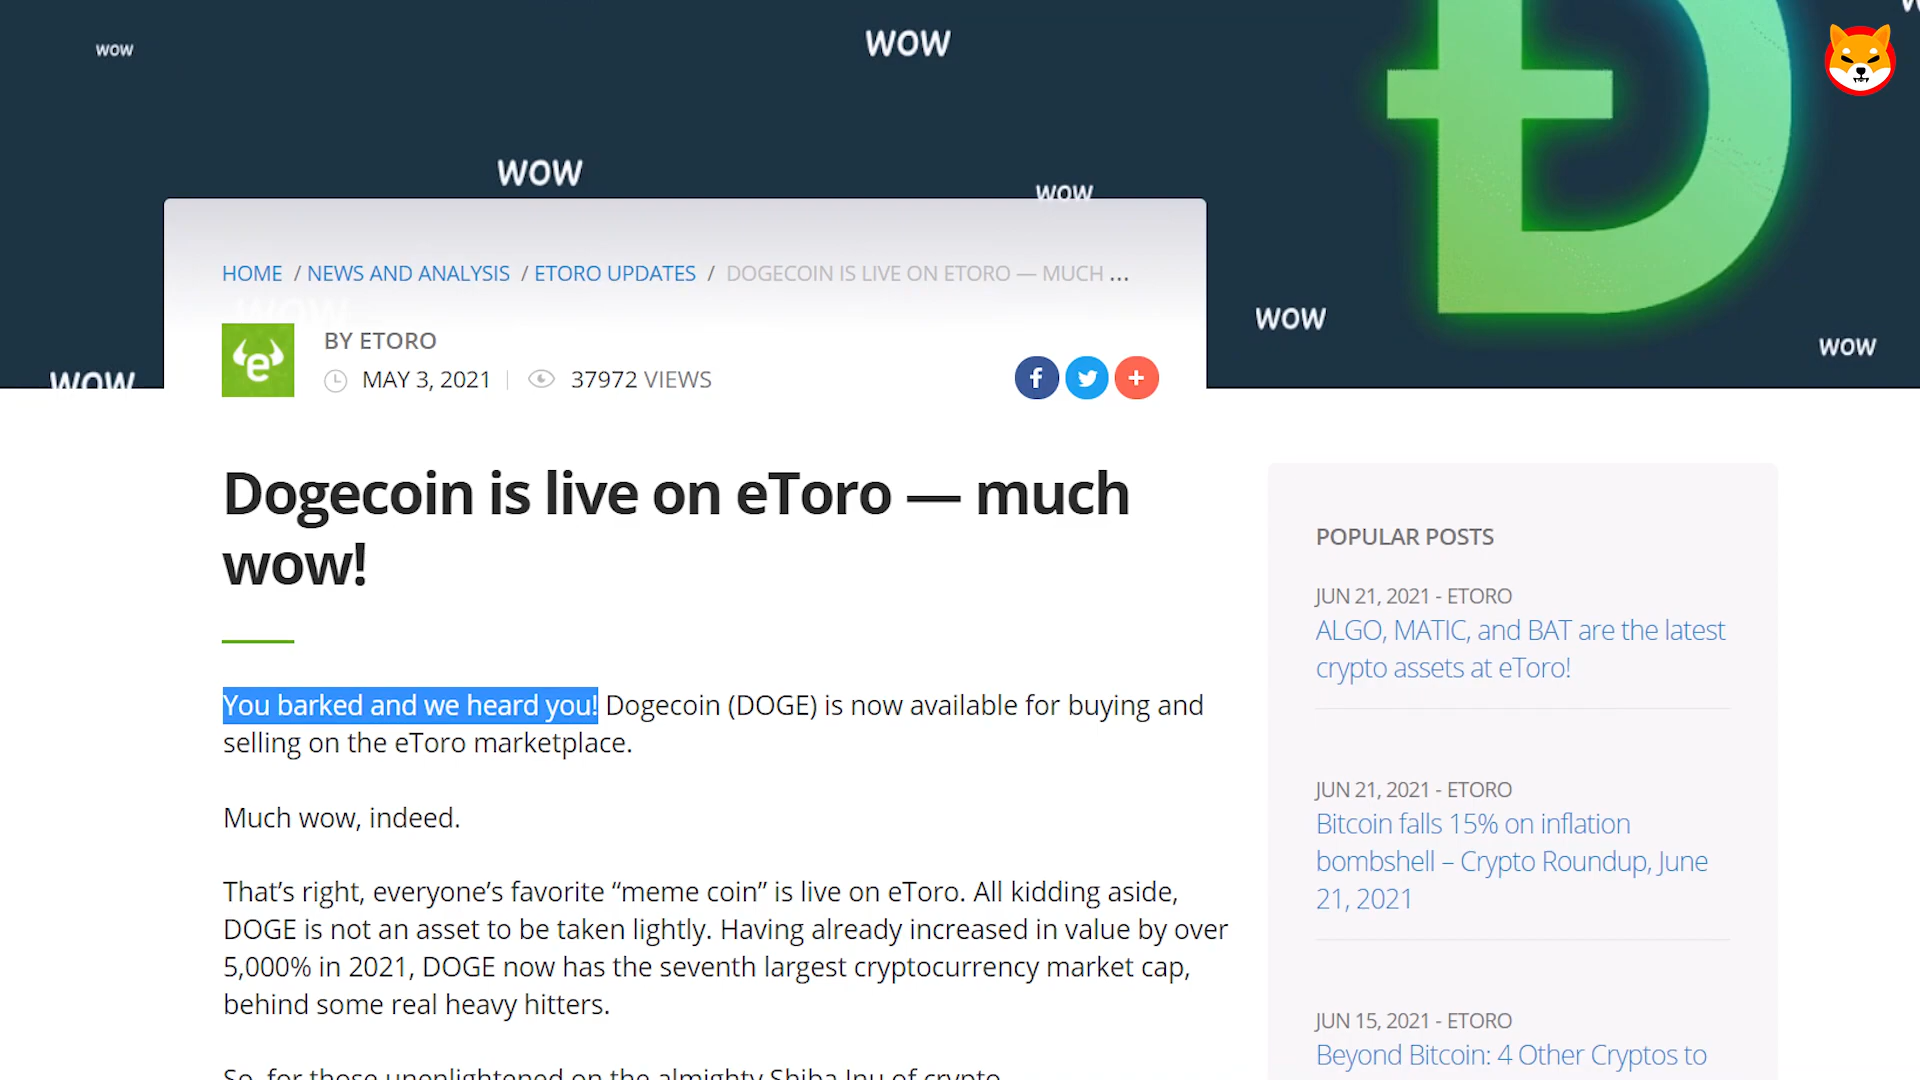 wow
wow
wow
wow
HOME / NEWS AND ANALYSIS / ETORO UPDATES / DOGECOIN IS LIVE ON ETORO — MUCH ...
wow
wow
e
BY ETORO
wow
wow
MAY 3, 2021 | 37972 VIEWS
f
+
Dogecoin is live on eToro — much
wow!
You barked and we heard you! Dogecoin (DOGE) is now available for buying and
selling on the eToro marketplace.
Much wow, indeed.
That’s right, everyone’s favorite “meme coin” is live on eToro. All kidding aside,
DOGE is not an asset to be taken lightly. Having already increased in value by over
5,000% in 2021, DOGE now has the seventh largest cryptocurrency market cap,
behind some real heavy hitters.
So, for those unenlightened on the almighty Shiba Inu of crypto
POPULAR POSTS
JUN 21, 2021 - ETORO
ALGO, MATIC, and BAT are the latest
crypto assets at eToro!
JUN 21, 2021 - ETORO
Bitcoin falls 15% on inflation
bombshell – Crypto Roundup, June
21, 2021
JUN 15, 2021 - ETORO
Beyond Bitcoin: 4 Other Cryptos to